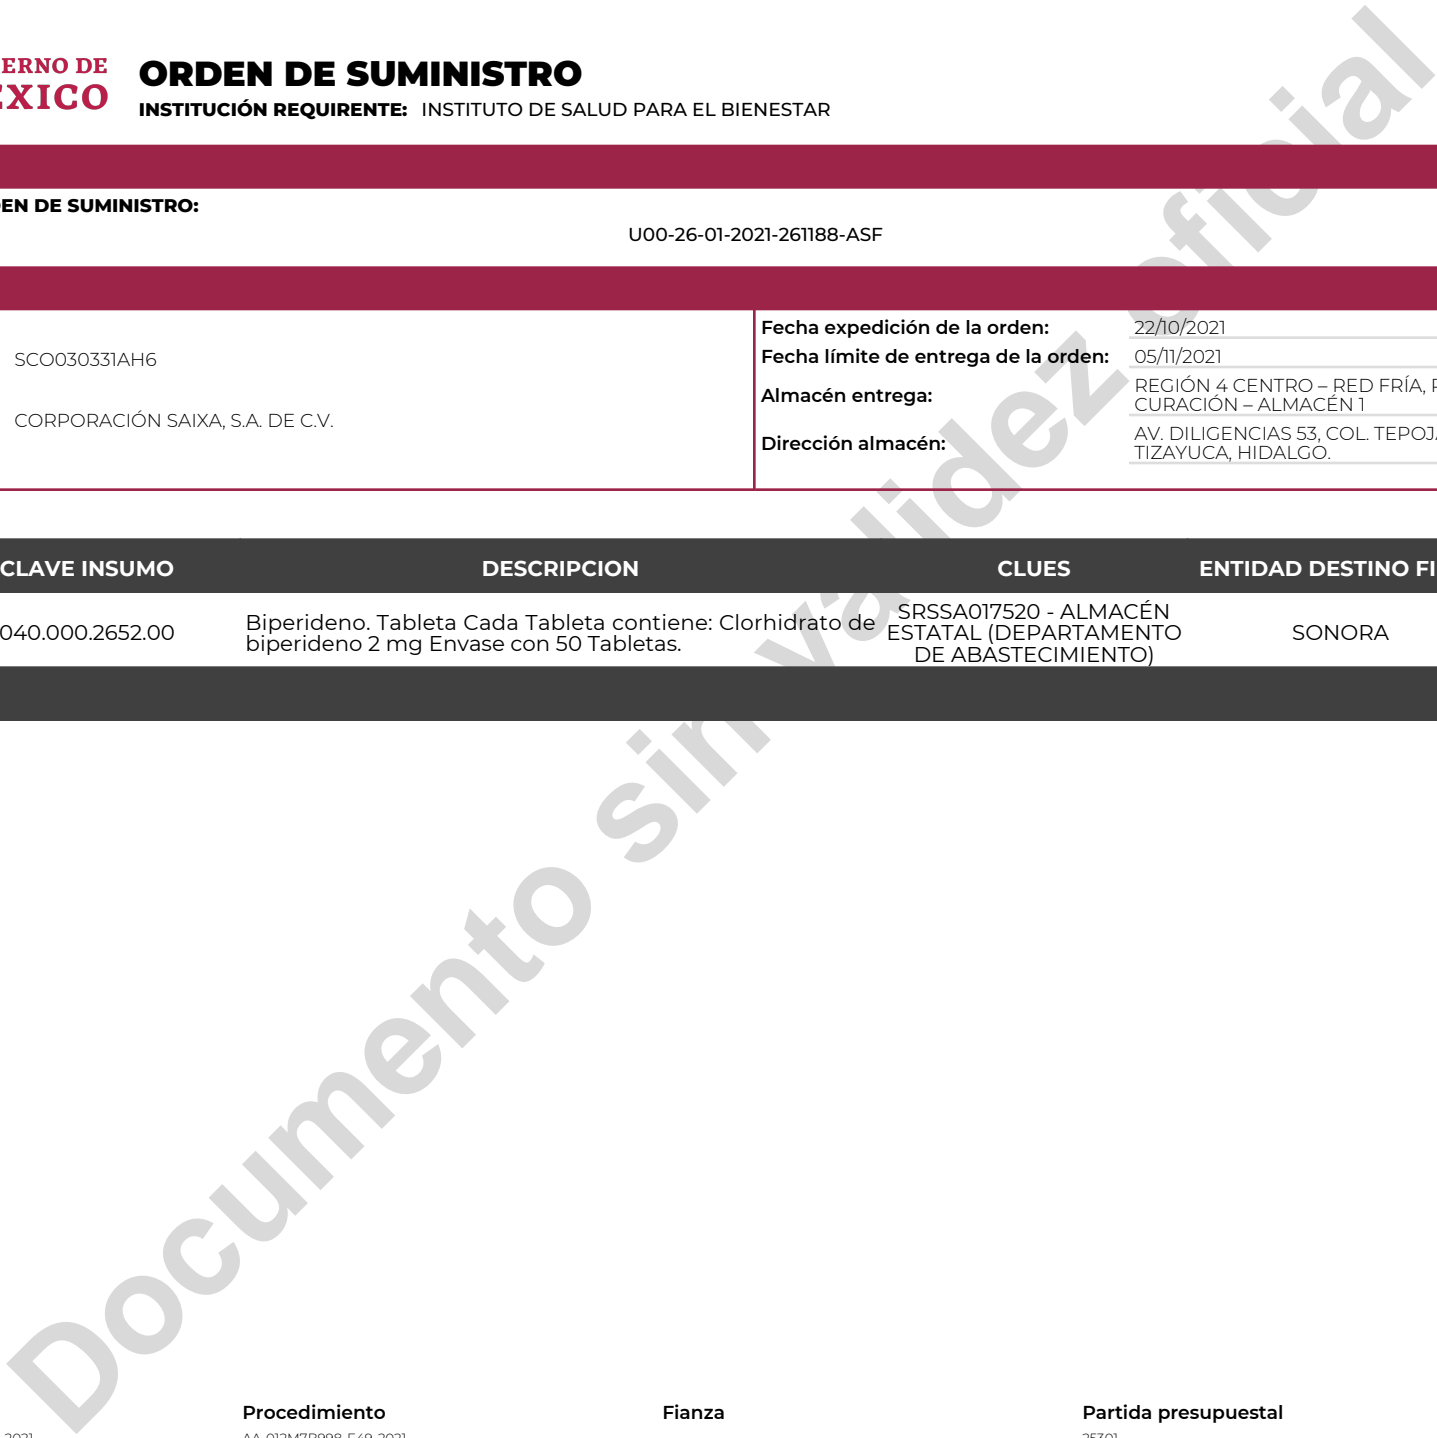 ERNO DE
EXICO
ORDEN DE SUMINISTRO
INSTITUCIÓN REQUIRENTE: INSTITUTO DE SALUD PARA EL BIENESTAR
EN DE SUMINISTRO:
U00-26-01-2021-261188-ASF
SCO030331AH6
CORPORACIÓN SAIXA, S.A. DE C.V.
Fecha expedición de la orden: 22/10/2021
Fecha límite de entrega de la orden: 05/11/2021
Almacén entrega: REGIÓN 4 CENTRO – RED FRÍA,
CURACIÓN – ALMACÉN 1
Dirección almacén: AV. DILIGENCIAS 53, COL. TEPOJ
TIZAYUCA, HIDALGO.
CLAVE INSUMO DESCRIPCION CLUES ENTIDAD DESTINO FI
040.000.2652.00
Biperideno. Tableta Cada Tableta contiene: Clorhidrato de
biperideno 2 mg Envase con 50 Tabletas.
SRSSA017520 - ALMACÉN
ESTATAL (DEPARTAMENTO
DE ABASTECIMIENTO)
SONORA
Documento sin validez oficial
Procedimiento Fianza Partida presupuestal